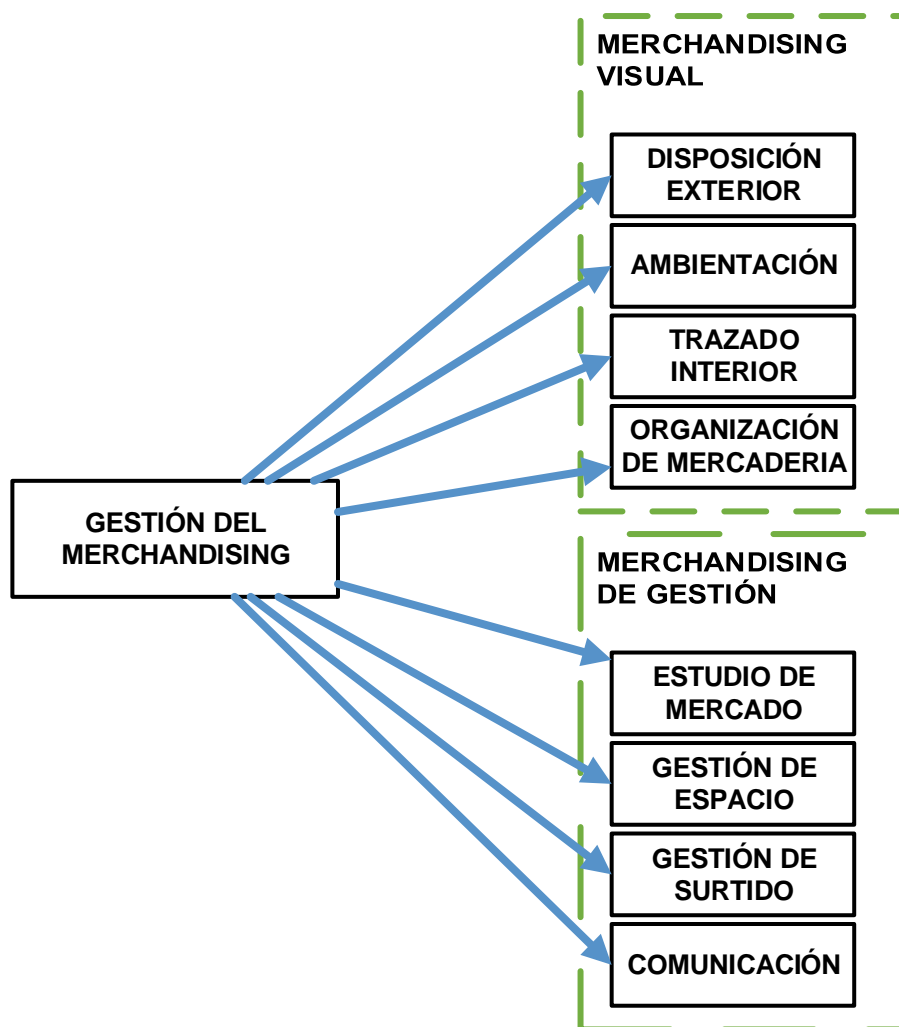 MERCHANDISING
VISUAL
DISPOSICIÓN
EXTERIOR
AMBIENTACIÓN
TRAZADO
INTERIOR
ORGANIZACIÓN
DE MERCADERIA
GESTIÓN DEL
MERCHANDISING
MERCHANDISING
DE GESTIÓN
ESTUDIO DE
MERCADO
GESTIÓN DE
ESPACIO
GESTIÓN DE
SURTIDO
COMUNICACIÓN